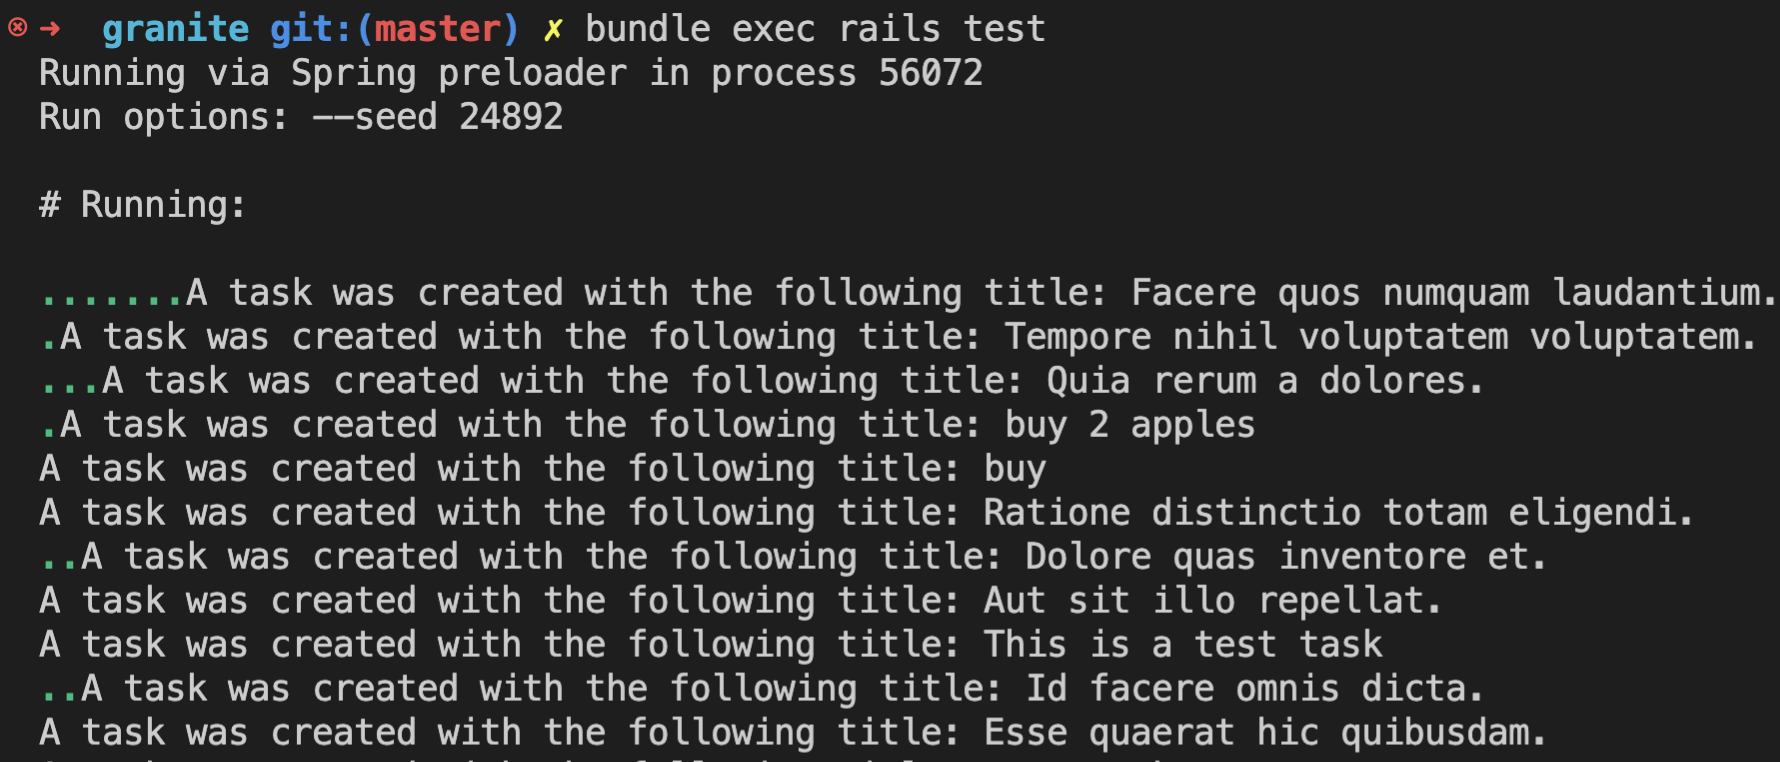 ➜ granite git:(master) ✗ bundle exec rails test
Running via Spring preloader in process 56072
Run options: --seed 24892
# Running:
.......A task was created with the following title: Facere quos numquam laudantium.
.A task was created with the following title: Tempore nihil voluptatem voluptatem.
...A task was created with the following title: Quia rerum a dolores.
.A task was created with the following title: buy 2 apples
A task was created with the following title: buy
A task was created with the following title: Ratione distinctio totam eligendi.
..A task was created with the following title: Dolore quas inventore et.
A task was created with the following title: Aut sit illo repellat.
A task was created with the following title: This is a test task
..A task was created with the following title: Id facere omnis dicta.
A task was created with the following title: Esse quaerat hic quibusdam.